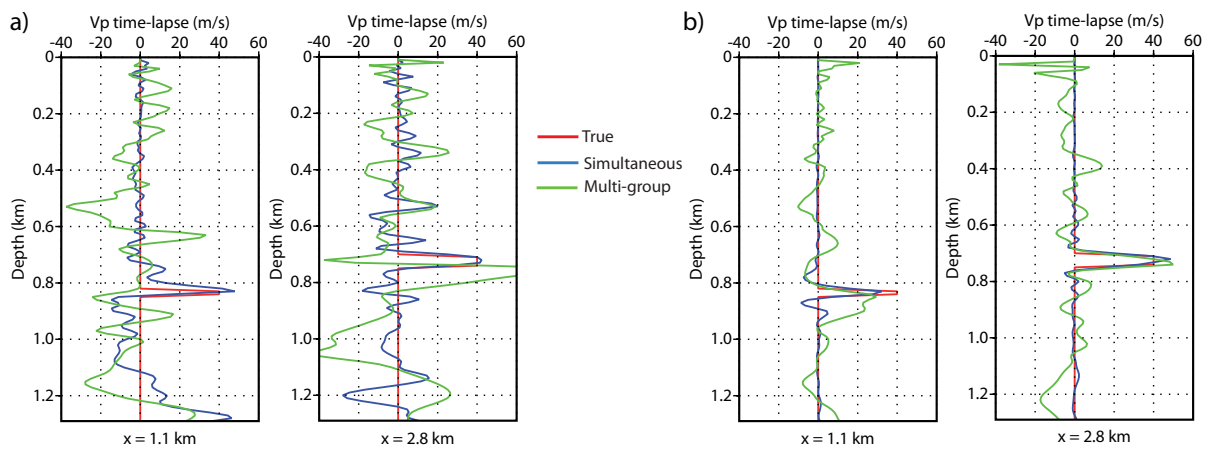 a)
Vp time-lapse (m/s)
-40 -20 0 20 40 60
0
0.2
0.4
0.6
0.8
1.0
1.2
Depth (km)
x = 1.1 km
Vp time-lapse (m/s)
-40 -20 0 20 40 60
0
0.2
0.4
0.6
0.8
1.0
1.2
Depth (km)
x = 2.8 km
True
Simultaneous
Multi-group
b)
Vp time-lapse (m/s)
-40 -20 0 20 40 60
0
0.2
0.4
0.6
0.8
1.0
1.2
Depth (km)
x = 1.1 km
Vp time-lapse (m/s)
-40 -20 0 20 40 60
0
0.2
0.4
0.6
0.8
1.0
1.2
Depth (km)
x = 2.8 km